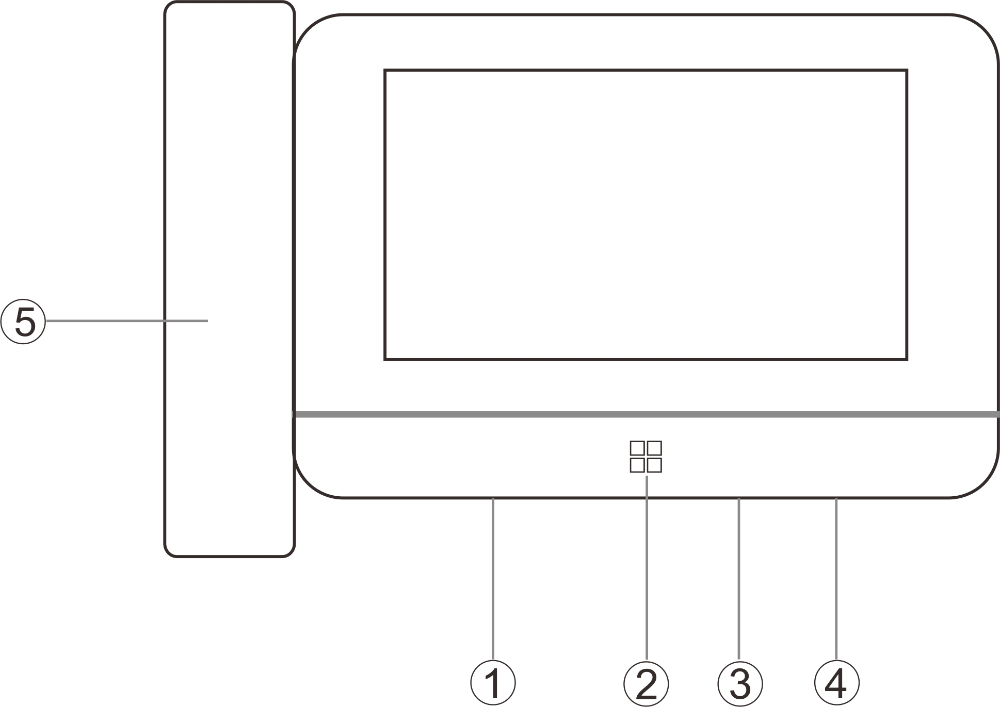 ⑤
① ② ③ ④